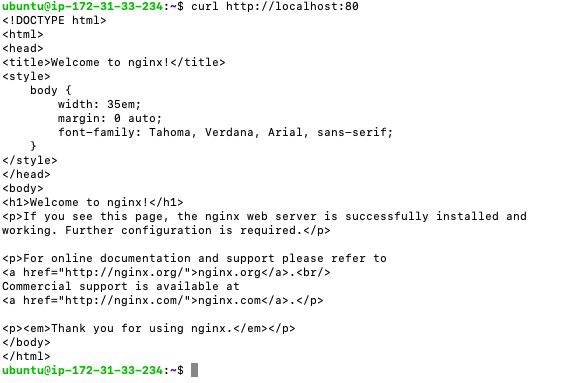 ubuntu@ip-172-31-33-234:~$ curl http://localhost:80
<!DOCTYPE html>
<html>
<head>
<title>Welcome to nginx!</title>
<style>
    body {
        width: 35em;
        margin: 0 auto;
        font-family: Tahoma, Verdana, Arial, sans-serif;
    }
</style>
</head>
<body>
<h1>Welcome to nginx!</h1>
<p>If you see this page, the nginx web server is successfully installed and
working. Further configuration is required.</p>

<p>For online documentation and support please refer to
<a href="http://nginx.org/">nginx.org</a>.<br/>
Commercial support is available at
<a href="http://nginx.com/">nginx.com</a>.</p>

<p><em>Thank you for using nginx.</em></p>
</body>
</html>
ubuntu@ip-172-31-33-234:~$